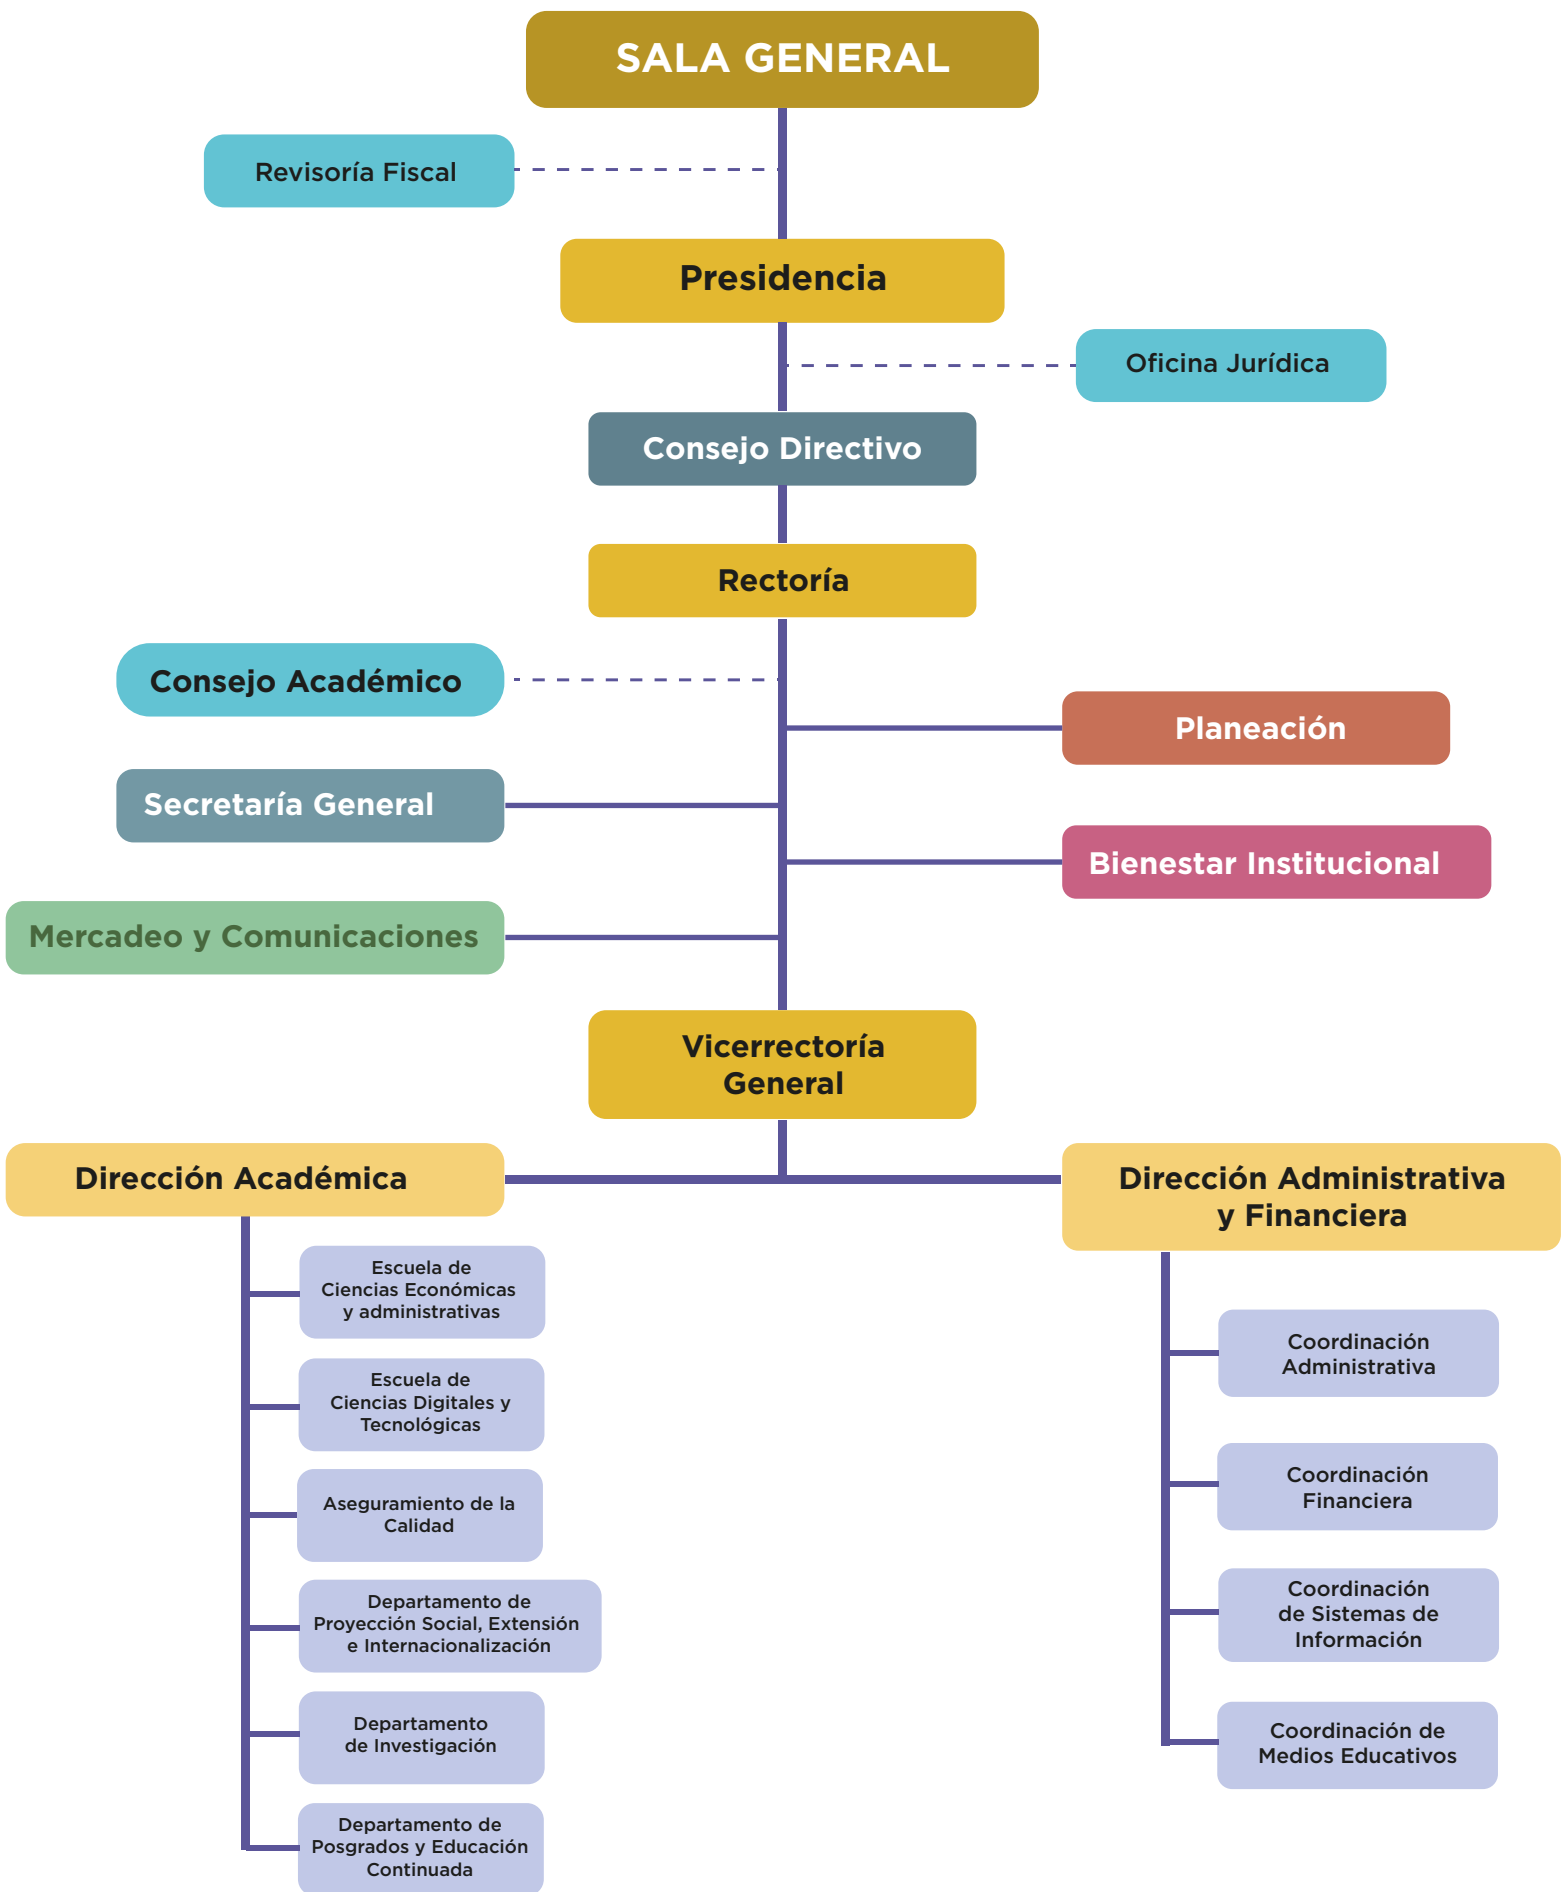 SALA GENERAL
Revisoría Fiscal
Presidencia
Oficina Jurídica
Consejo Directivo
Rectoría
Consejo Académico
Planeación
Secretaría General
Bienestar Institucional
Mercadeo y Comunicaciones
Vicerrectoría
General
Dirección Académica
Escuela de
Ciencias Económicas
y administrativas
Escuela de
Ciencias Digitales y
Tecnológicas
Aseguramiento de la
Calidad
Departamento de
Proyección Social, Extensión
e Internacionalización
Departamento
de Investigación
Departamento de
Posgrados y Educación
Continuada
Dirección Administrativa
y Financiera
Coordinación
Administrativa
Coordinación
Financiera
Coordinación
de Sistemas de
Información
Coordinación de
Medios Educativos